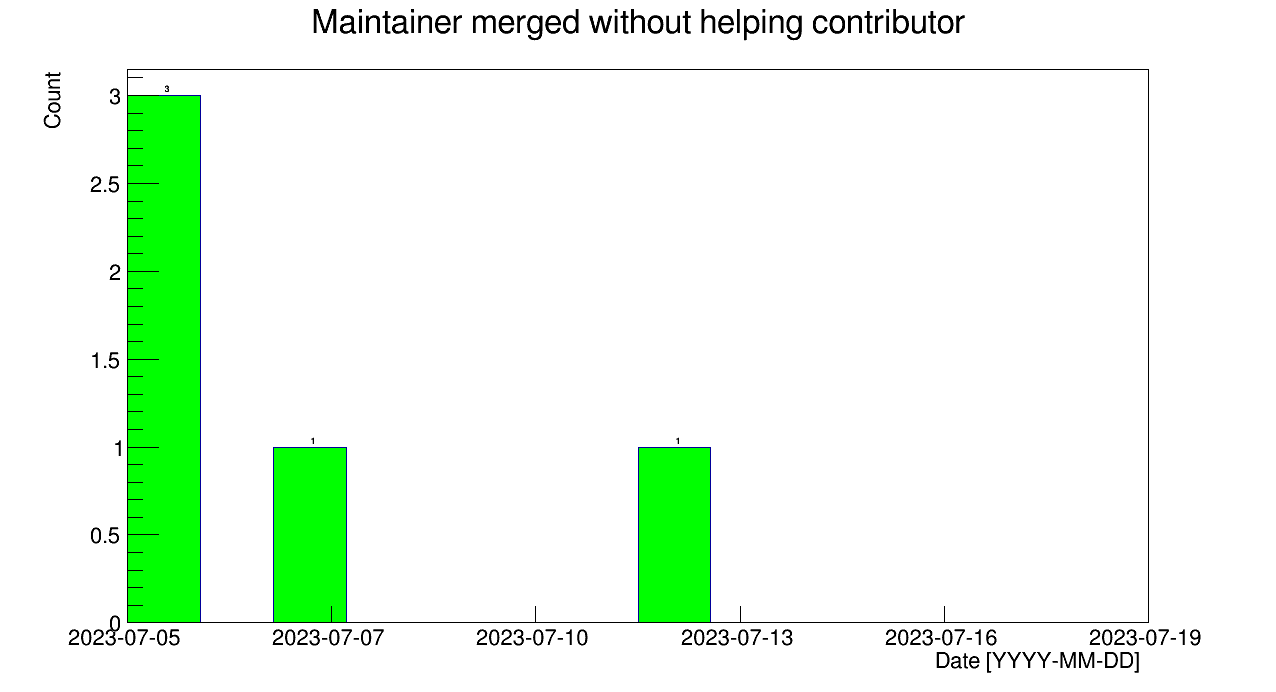 Maintainer merged without helping contributor
Count
3
2.5
2
1.5
1
0.5
0
3
1
1
2023-07-05 2023-07-07 2023-07-10 2023-07-13 2023-07-16 2023-07-19
Date [YYYY-MM-DD]